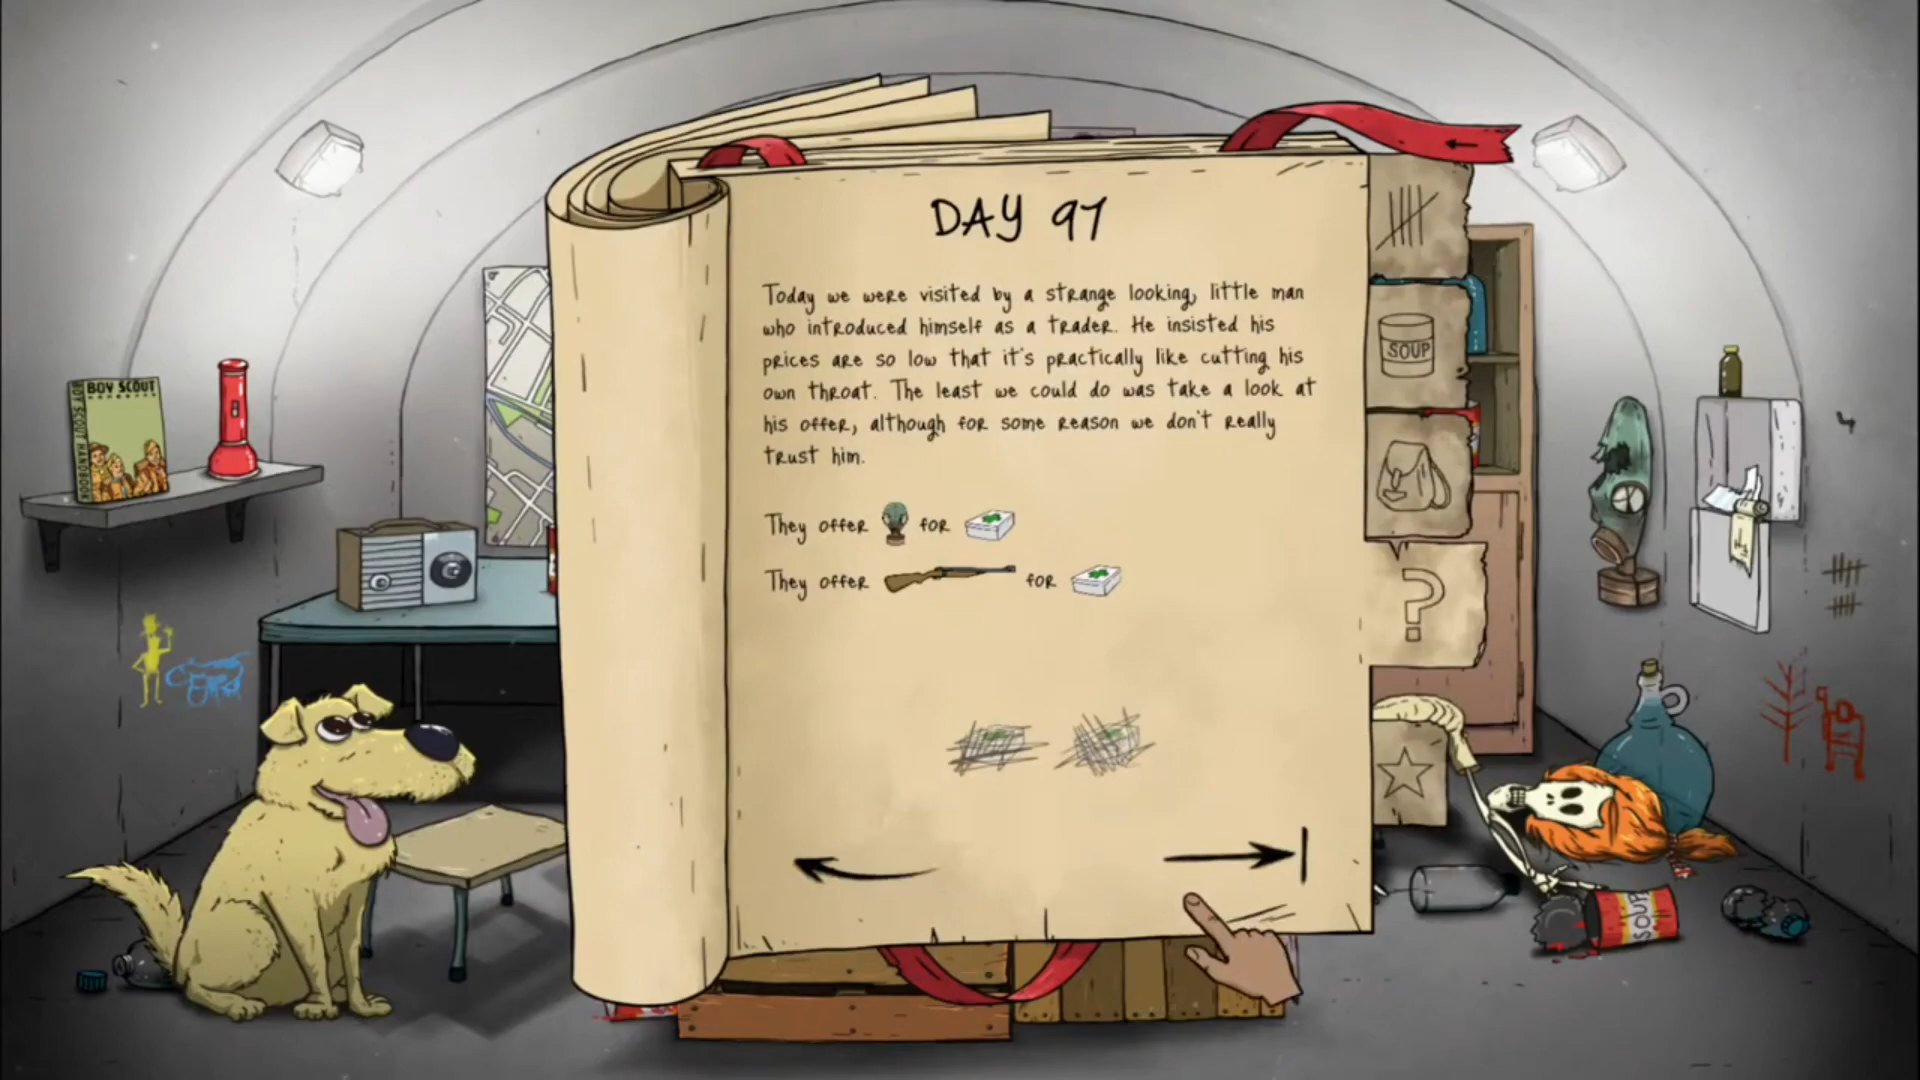 DAY 97
Today we were visited by a strange looking, little man
who introduced himself as a trader. He insisted his
prices are so low that it's practically like cutting his
own throat. The least we could do was take a look at
his offer, although for some reason we don't really
trust him.
They offer for
They offer for
SOUP
?
BOY SCOUT
BOY SCOUT HANDBOOK
SOUP